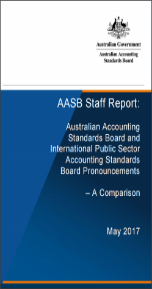 Australian Government
Australian Accounting
Standards Board
AASB Staff Report:
Australian Accounting
Standards Board and
International Public Sector
Accounting Standards
Board Pronouncements
– A Comparison
May 2017